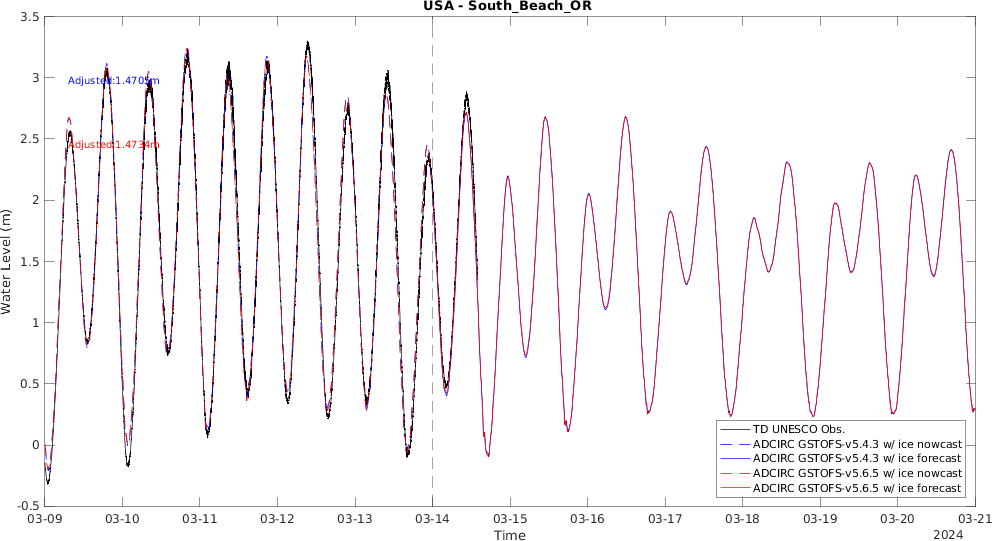 USA - South_Beach_OR
3.5
3
2.5
2
1.5
1
0.5
0
-0.5
Water Level (m)
Adjusted:1.4705m
Adjusted:1.4734m
TD UNESCO Obs.
ADCIRC GSTOFS-v5.4.3 w/ ice nowcast
ADCIRC GSTOFS-v5.4.3 w/ ice forecast
ADCIRC GSTOFS-v5.6.5 w/ ice nowcast
ADCIRC GSTOFS-v5.6.5 w/ ice forecast
03-09 03-10 03-11 03-12 03-13 03-14 03-15 03-16 03-17 03-18 03-19 03-20 03-21
Time
2024